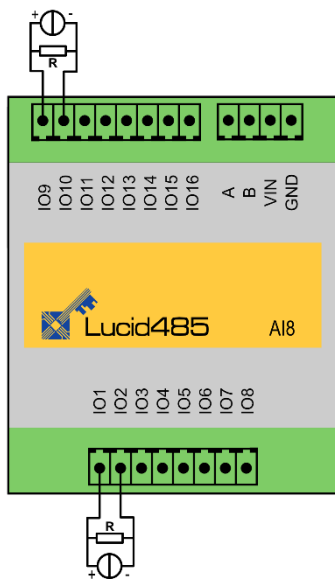 + -
R
IO9 IO10 IO11 IO12 IO13 IO14 IO15 IO16 A B VIN GND
Lucid485 AI8
IO1 IO2 IO3 IO4 IO5 IO6 IO7 IO8
R
+ -